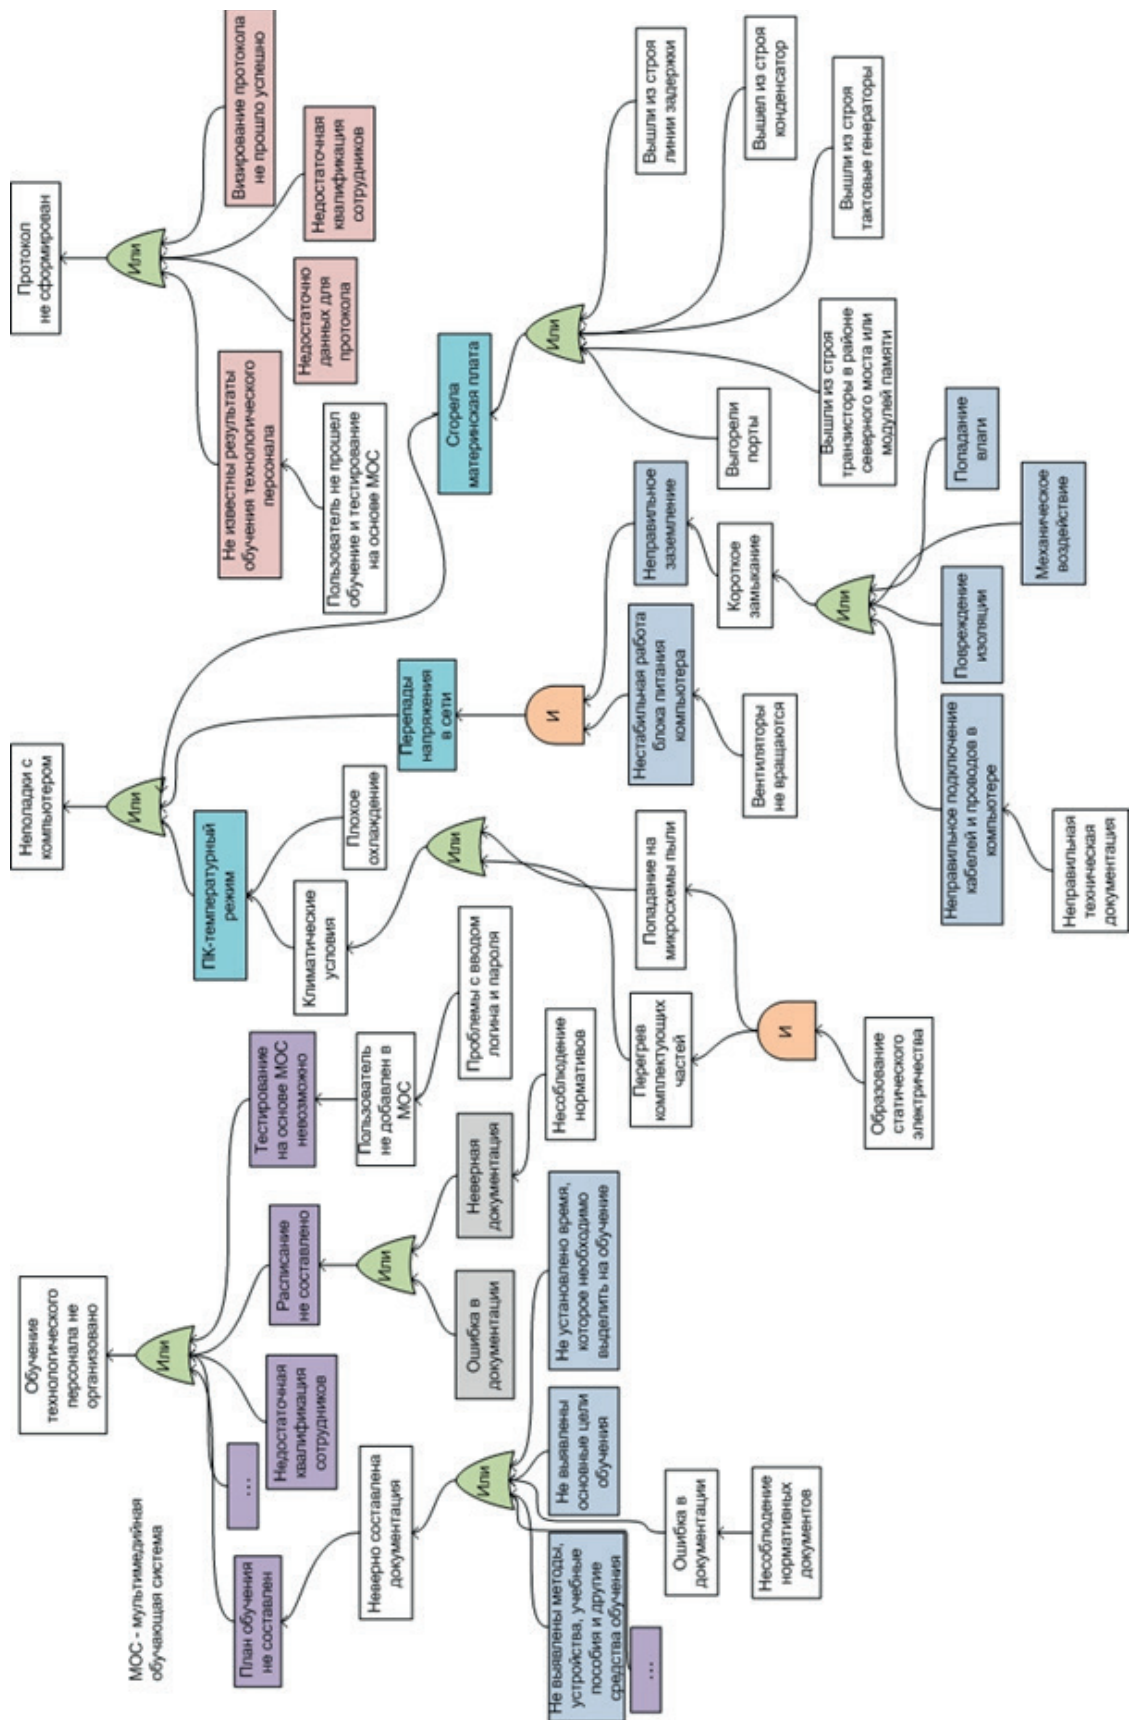 МОС - мультимедийная
обучающая система
Обучение
технологического
персонала не
организовано
Или
План обучения
не составлен
...
Недостаточная
квалификация
сотрудников
Расписание
не составлено
Тестирование
на основе МОС
невозможно
Неверно составлена
документация
Или
Пользователь
не добавлен в
МОС
Или
Ошибка в
документации
Неверная
документация
Проблемы с вводом
логина и пароля
Не выявлены методы,
устройства, учебные
пособия и другие
средства обучения
...
Не выявлены
основные цели
обучения
Не установлено время,
которое необходимо
выделить на обучение
Несоблюдение
нормативов
Ошибка в
документации
Несоблюдение
нормативных
документов
Неполадки с
компьютером
Или
ПК-температурный
режим
Климатические
условия
Плохое
охлаждение
Или
Перегрев
комплектующих
частей
Попадание на
микросхемы пыли
И
Образование
статического
электричества
Перепады
напряжения
в сети
И
Нестабильная работа
блока питания
компьютера
Неправильное
заземление
Вентиляторы
не вращаются
Короткое
замыкание
Или
Неправильное подключение
кабелей и проводов в
компьютере
Повреждение
изоляции
Механическое
воздействие
Попадание
влаги
Неправильная
техническая
документация
Сгорела
материнская плата
Или
Выгорели
порты
Вышли из строя
транзисторы в районе
северного моста или
модулей памяти
Вышли из строя
тактовые генераторы
Вышел из строя
конденсатор
Вышли из строя
линии задержки
Протокол
не сформирован
Или
Не известны результаты
обучения технологического
персонала
Недостаточно
данных для
протокола
Недостаточная
квалификация
сотрудников
Визирование протокола
не прошло успешно
Пользователь не прошел
обучение и тестирование
на основе МОС